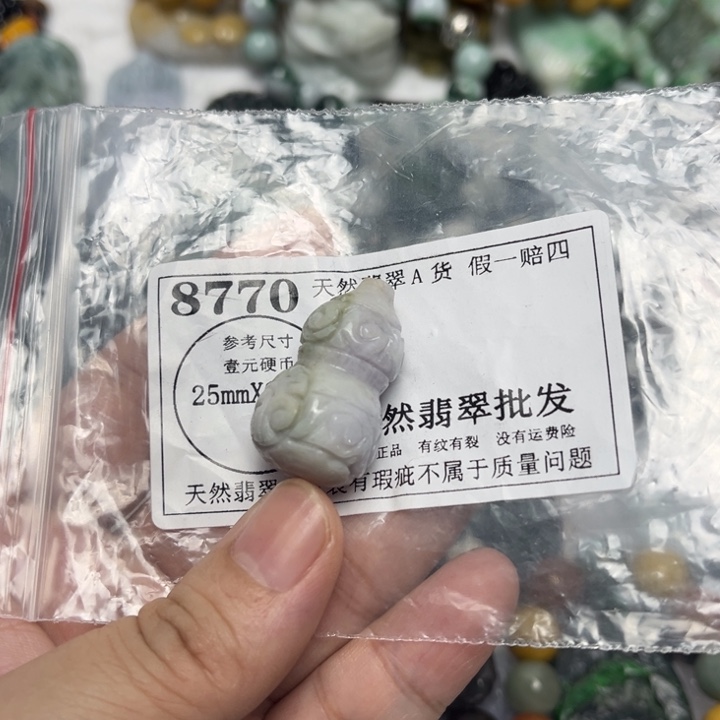 8770 天然翡翠A货 假一赔四
参考尺寸
壹元硬币
25mmX
然翡翠批发
正品 有纹有裂 没有运费险
天然翡翠 有瑕疵不属于质量问题